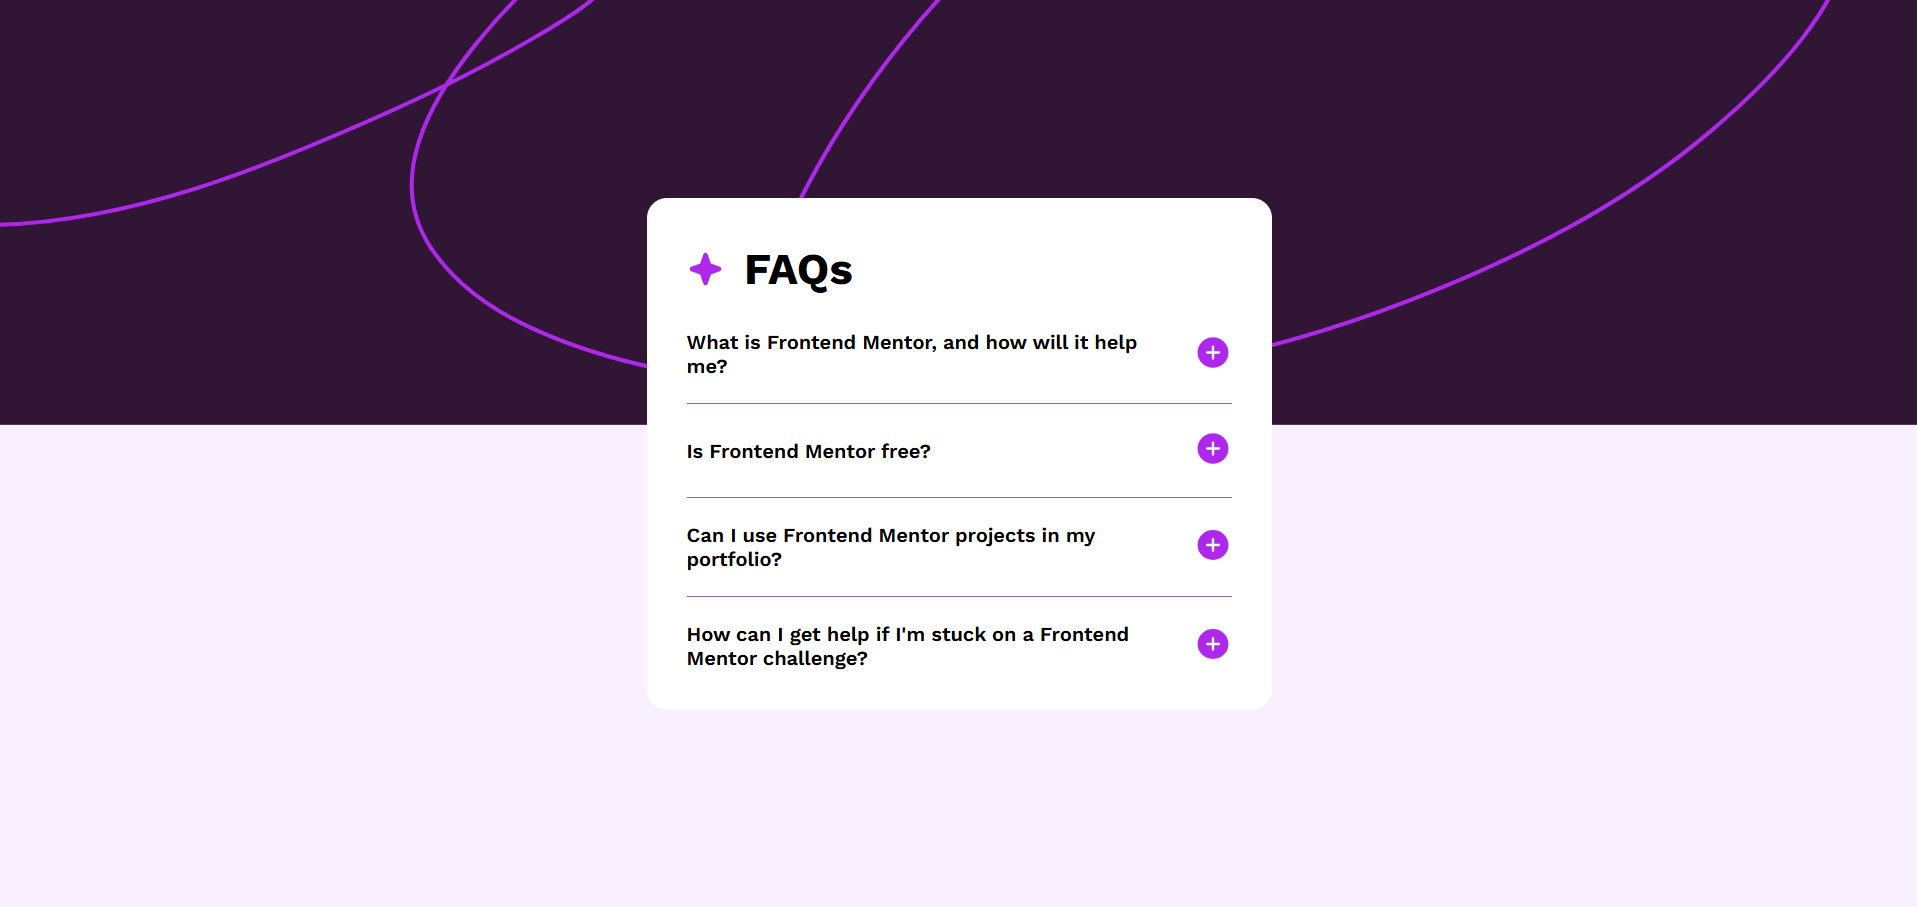 FAQs
What is Frontend Mentor, and how will it help
me?
Is Frontend Mentor free?
Can I use Frontend Mentor projects in my
portfolio?
How can I get help if I'm stuck on a Frontend
Mentor challenge?